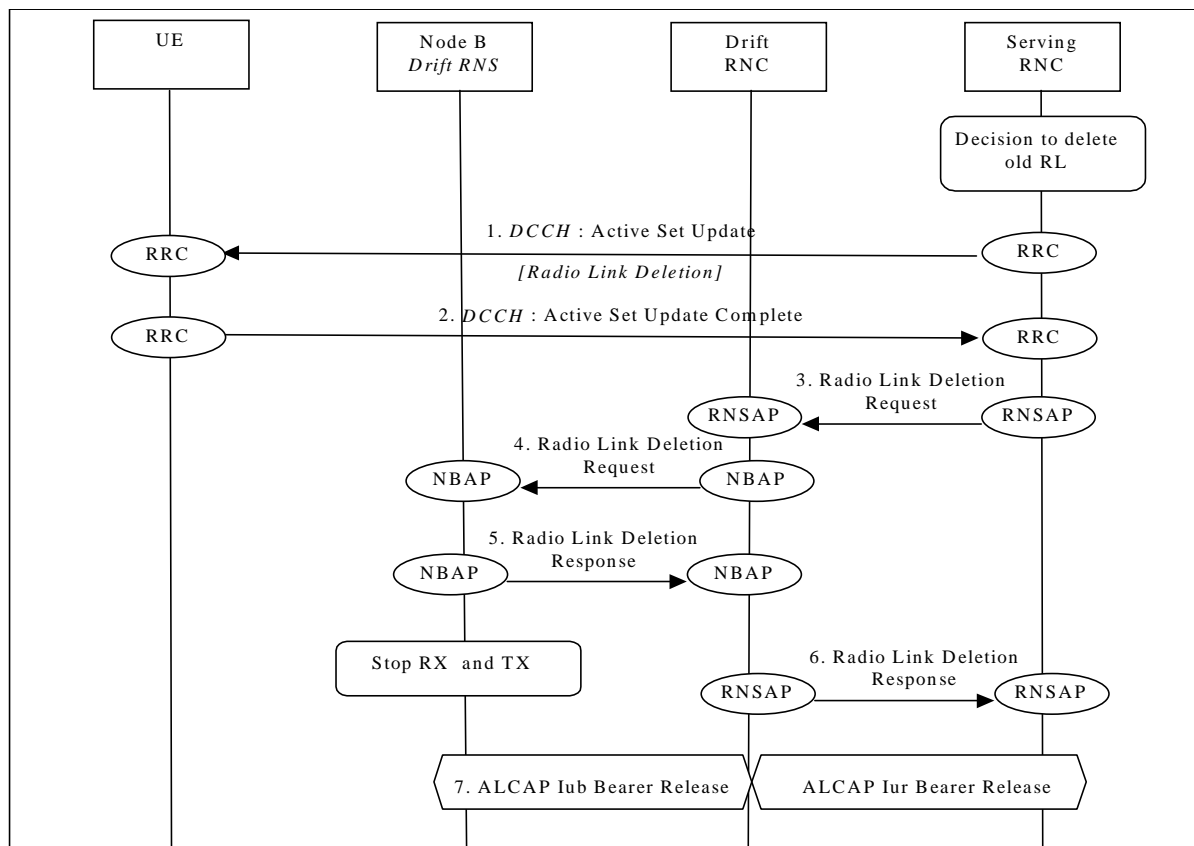 UE
Node B
Drift RNS
Drift
RNC
Serving
RNC
Decision to delete
old RL
1. DCCH : Active Set Update
RRC
RRC
[Radio Link Deletion]
2. DCCH : Active Set Update Complete
RRC
RRC
3. Radio Link Deletion
Request
RNSAP
RNSAP
4. Radio Link Deletion
Request
NBAP
NBAP
5. Radio Link Deletion
Response
NBAP
NBAP
Stop RX and TX
6. Radio Link Deletion
Response
RNSAP
RNSAP
7. ALCAP Iub Bearer Release
ALCAP Iur Bearer Release